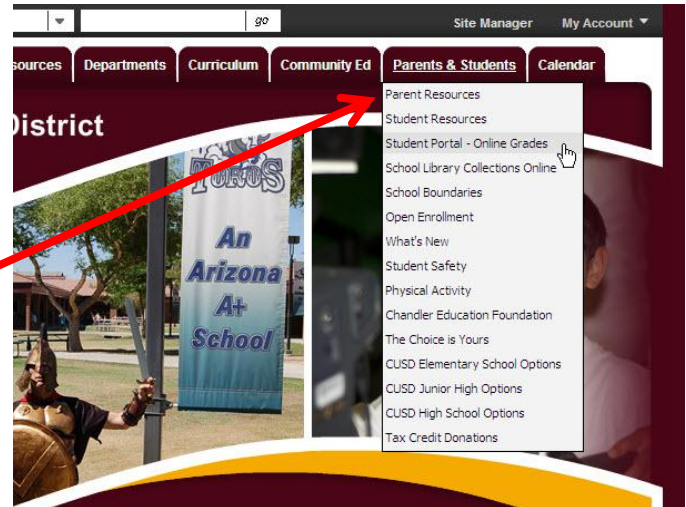 go
Site Manager My Account
sources Departments Curriculum Community Ed Parents & Students Calendar
District
Parent Resources
Student Resources
Student Portal - Online Grades
School Library Collections Online
School Boundaries
Open Enrollment
What's New
Student Safety
Physical Activity
Chandler Education Foundation
The Choice is Yours
CUSD Elementary School Options
CUSD Junior High Options
CUSD High School Options
Tax Credit Donations
TOROS
An
Arizona
A+
School